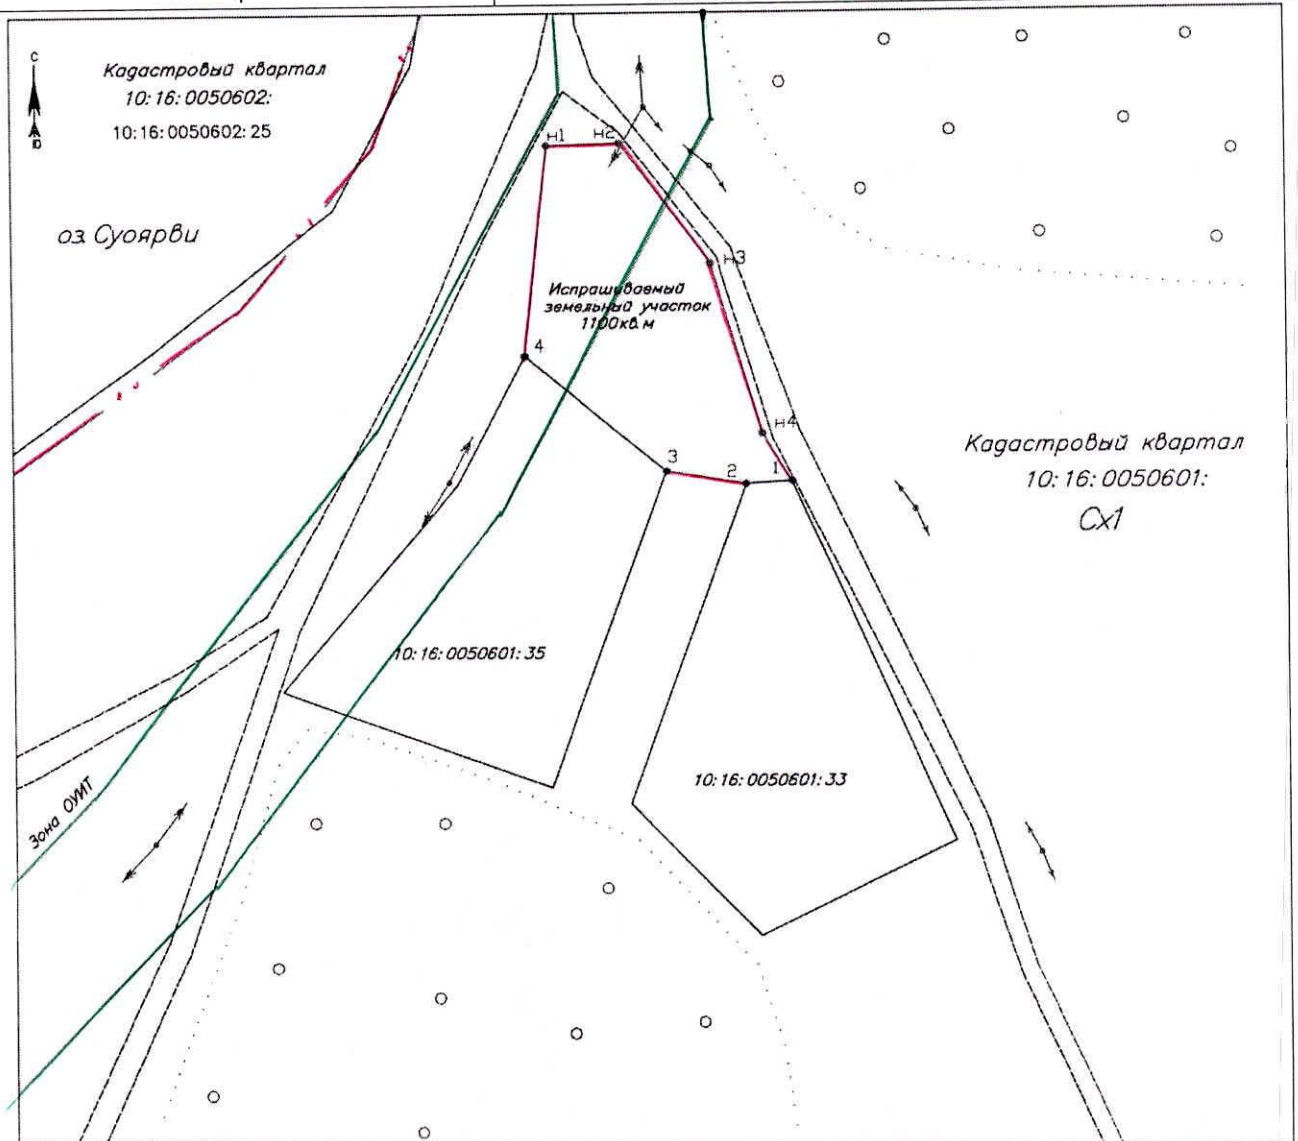 С
Ю
Кадастровый квартал
10:16:0050602:
10:16:0050602:25
оз. Суоярви
Н1
Н2
Н3
Испрашиваемый
земельный участок
1100кв.м
4
Н4
3
2
1
Кадастровый квартал
10:16:0050601:
Сх1
10:16:0050601:35
10:16:0050601:33
Зона ОУИТ